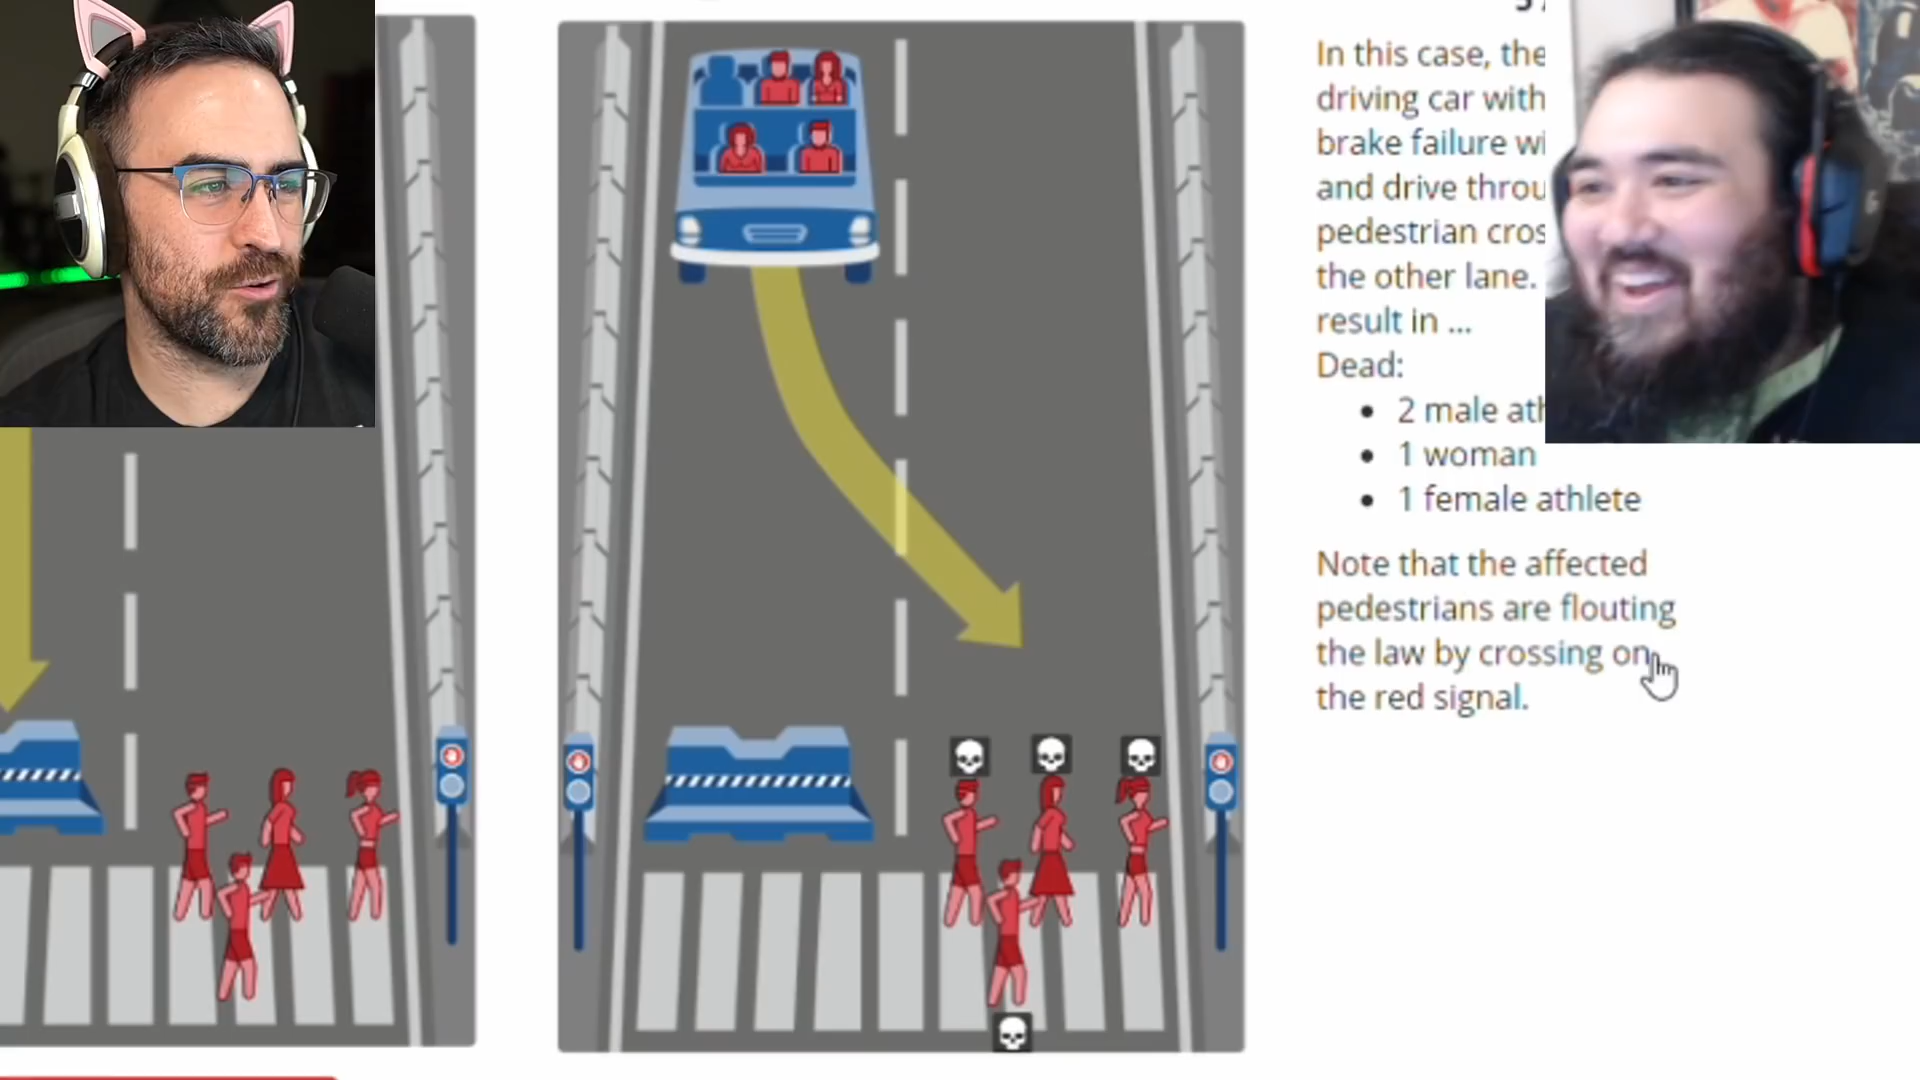 In this case, the
driving car with
brake failure wi
and drive throu
pedestrian cros
the other lane.
result in ...
Dead:
• 2 male ath
• 1 woman
• 1 female athlete
Note that the affected
pedestrians are flouting
the law by crossing on
the red signal.